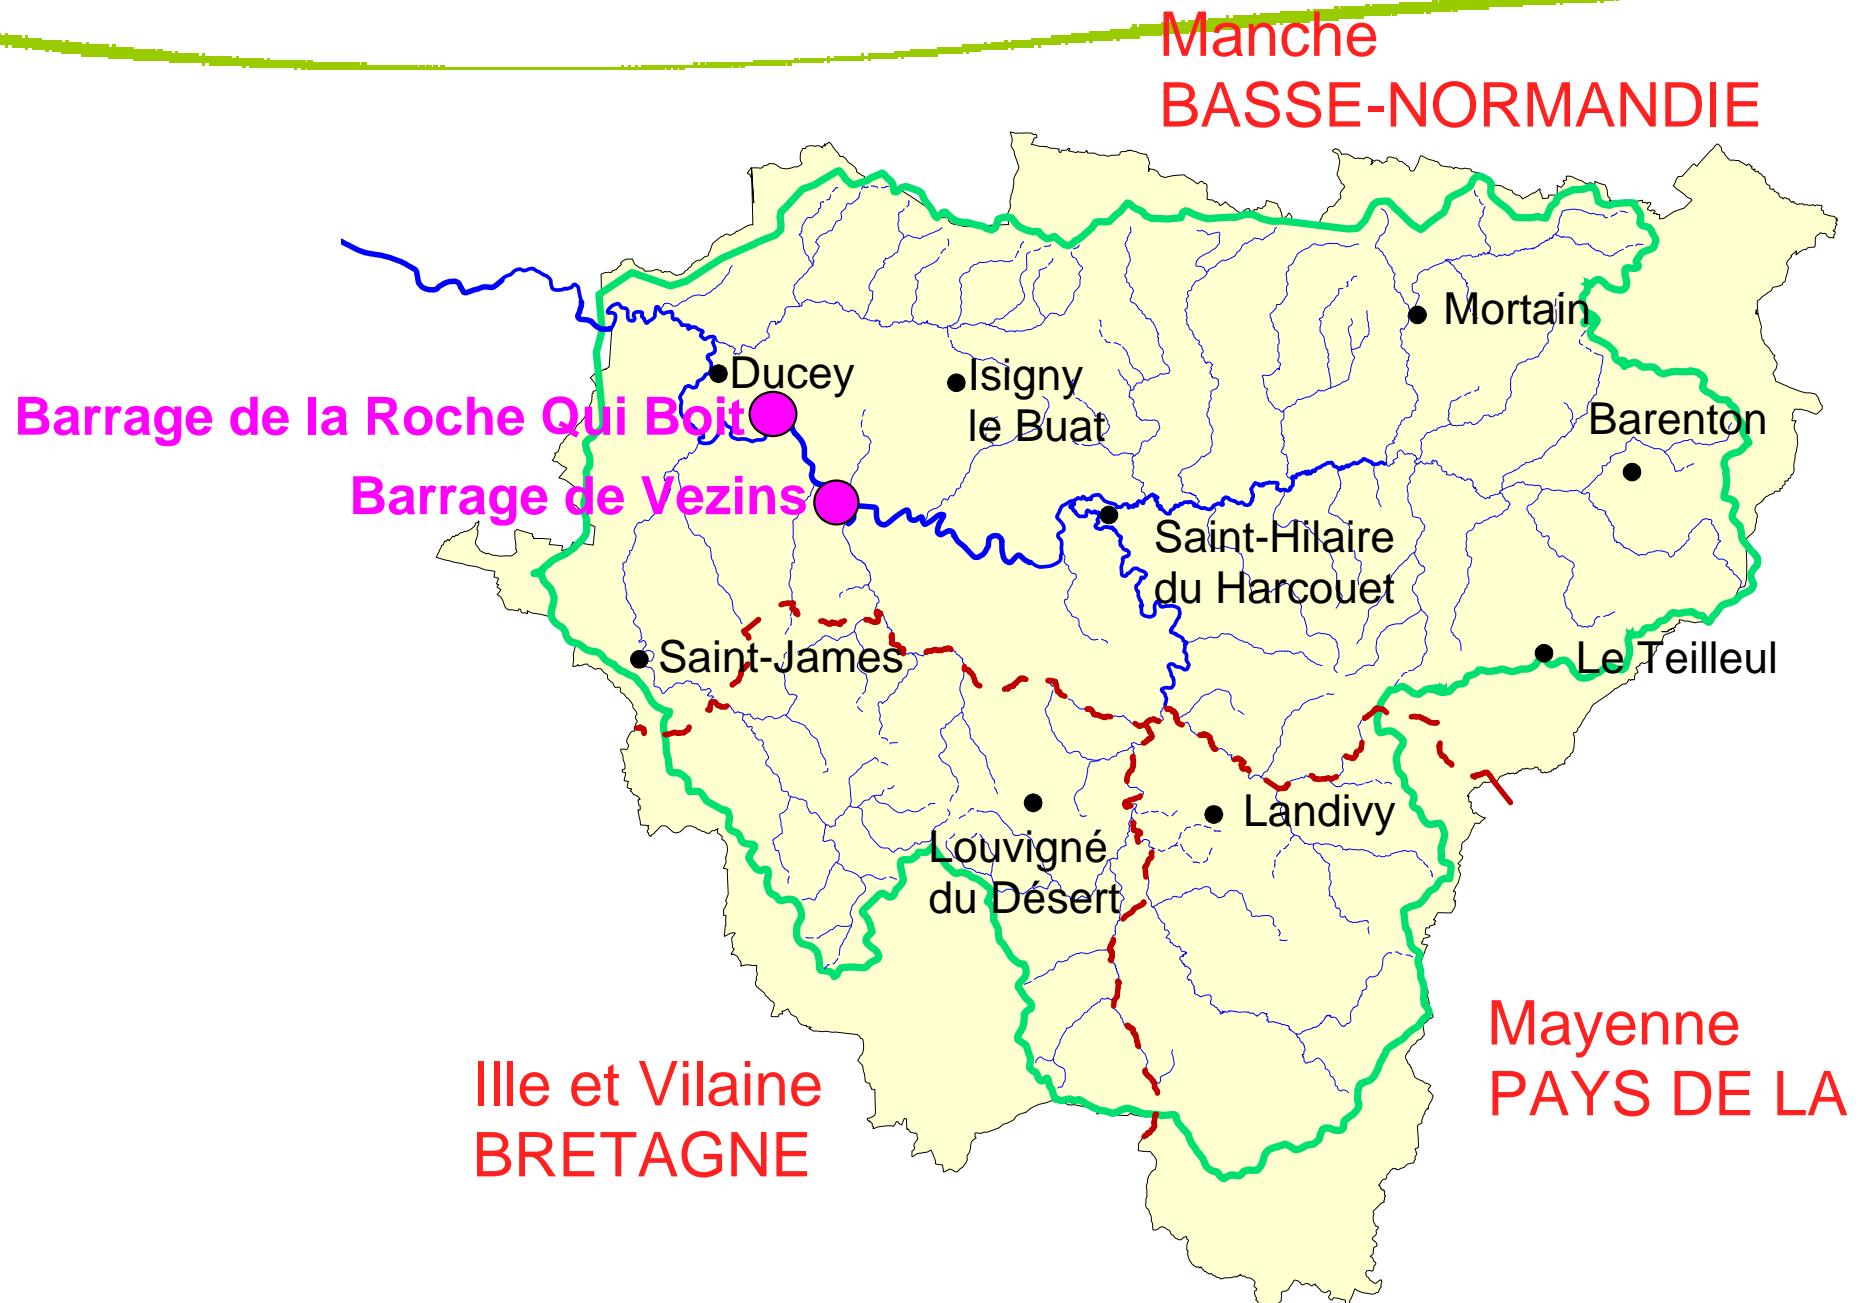 Manche
BASSE-NORMANDIE
Mortain
Ducey
Isigny
le Buat
Barrage de la Roche Qui Boit
Barenton
Barrage de Vezins
Saint-Hilaire
du Harcouet
Saint-James
Le Teilleul
Landivy
Louvigné
du Désert
Mayenne
PAYS DE LA
Ille et Vilaine
BRETAGNE